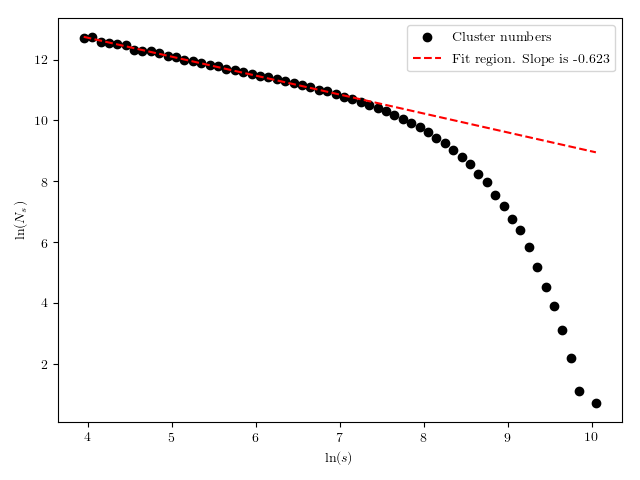 Cluster numbers
Fit region. Slope is -0.623
12
10
8
6
4
2
ln(N_s)
4 5 6 7 8 9 10
ln(s)